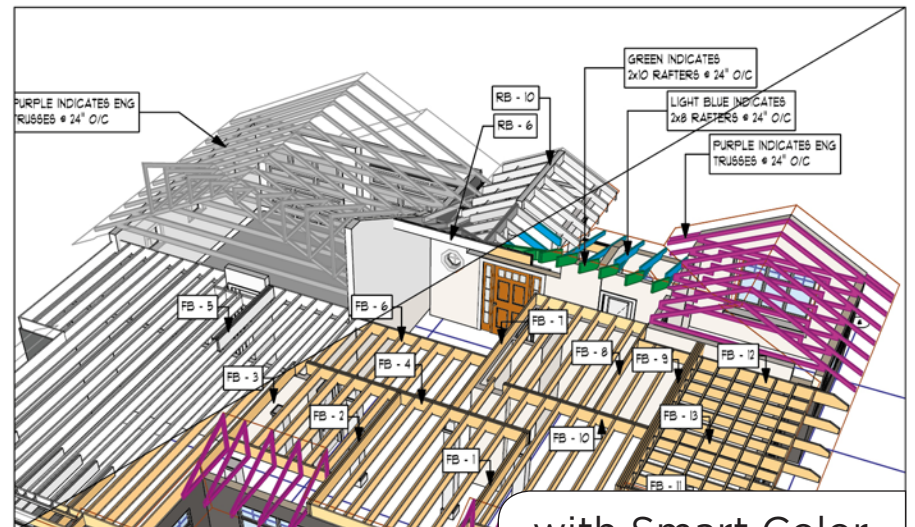 GREEN INDICATES
2x10 RAFTERS @ 24" O/C
RB - 10
PURPLE INDICATES ENG
TRUSSES @ 24" O/C
LIGHT BLUE INDICATES
2x8 RAFTERS @ 24" O/C
RB - 6
PURPLE INDICATES ENG
TRUSSES @ 24" O/C
FB - 5
FB - 6
FB - 7
FB - 8
FB - 9
FB - 12
FB - 4
FB - 3
FB - 2
FB - 13
FB - 10
FB - 1
FB - 11
with Smart Color